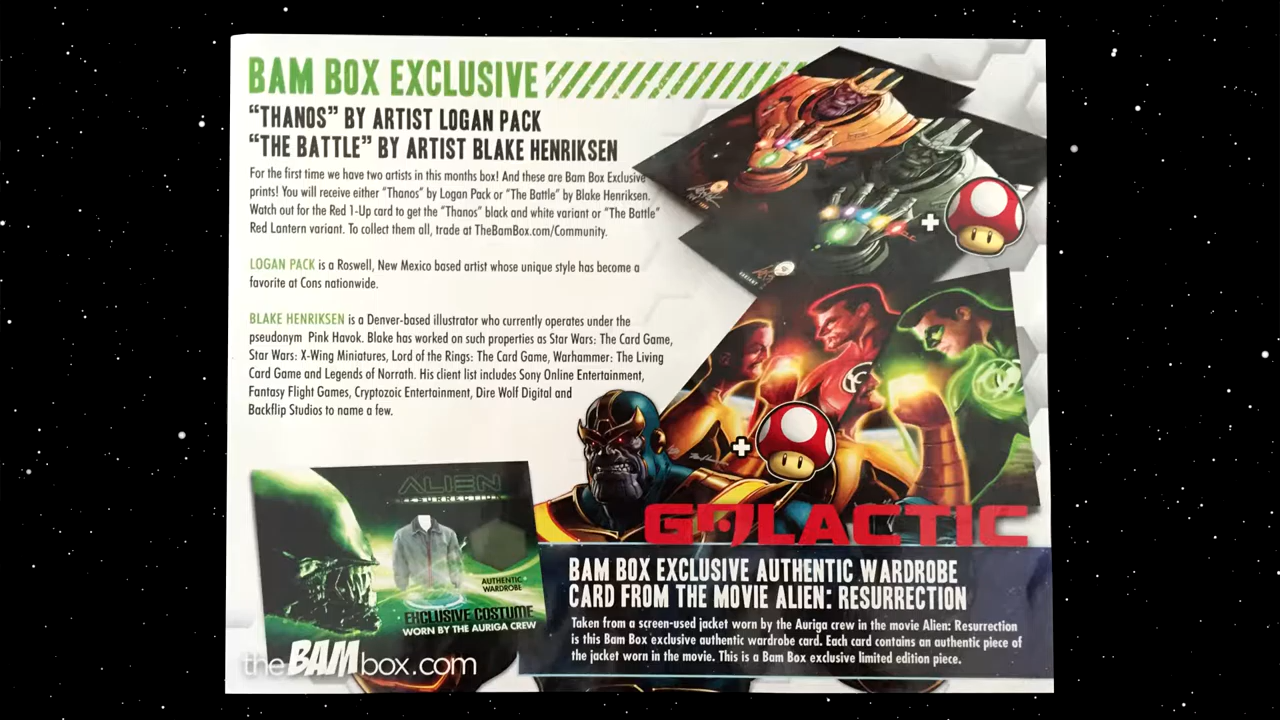 BAM BOX EXCLUSIVE
"THANOS" BY ARTIST LOGAN PACK
"THE BATTLE" BY ARTIST BLAKE HENRIKSEN
For the first time we have two artists in this months box! And these are Bam Box Exclusive
prints! You will receive either "Thanos" by Logan Pack or "The Battle" by Blake Henriksen.
Watch out for the Red 1-Up card to get the "Thanos" black and white variant or "The Battle"
Red Lantern variant. To collect them all, trade at TheBamBox.com/Community.
LOGAN PACK is a Roswell, New Mexico based artist whose unique style has become a
favorite at Cons nationwide.
BLAKE HENRIKSEN is a Denver-based illustrator who currently operates under the
pseudonym Pink Havok. Blake has worked on such properties as Star Wars: The Card Game,
Star Wars: X-Wing Miniatures, Lord of the Rings: The Card Game, Warhammer: The Living
Card Game and Legends of Norrath. His client list includes Sony Online Entertainment,
Fantasy Flight Games, Cryptozoic Entertainment, Dire Wolf Digital and
Backflip Studios to name a few.
+
+
ALIEN
RESURRECTION
AUTHENTIC
WARDROBE
EXCLUSIVE COSTUME
WORN BY THE AURIGA CREW
theBAMbox.com
GALACTIC
BAM BOX EXCLUSIVE AUTHENTIC WARDROBE
CARD FROM THE MOVIE ALIEN: RESURRECTION
Taken from a screen-used jacket worn by the Auriga crew in the movie Alien: Resurrection
is this Bam Box exclusive authentic wardrobe card. Each card contains an authentic piece of
the jacket worn in the movie. This is a Bam Box exclusive limited edition piece.